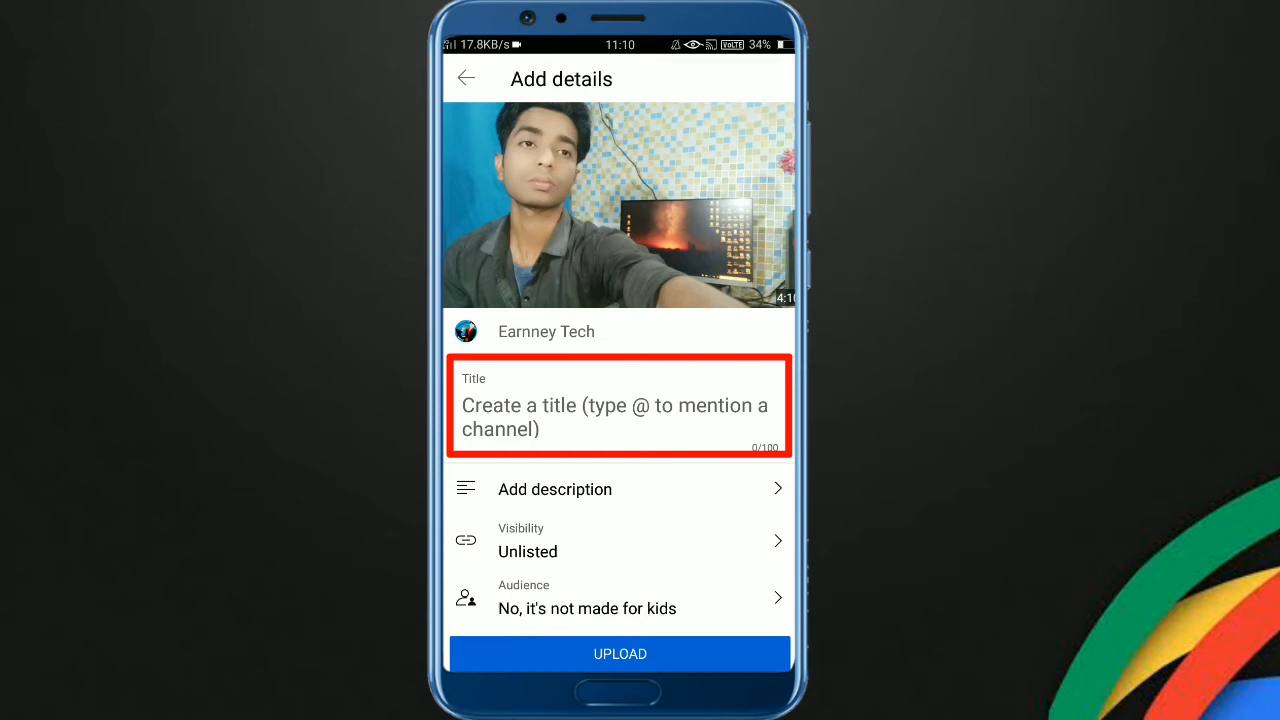 17.8KB/s 11:10 VoLTE 34%
Add details
4:10
Earnney Tech
Title
Create a title (type @ to mention a
channel)
0/100
Add description
Visibility
Unlisted
Audience
No, it's not made for kids
UPLOAD